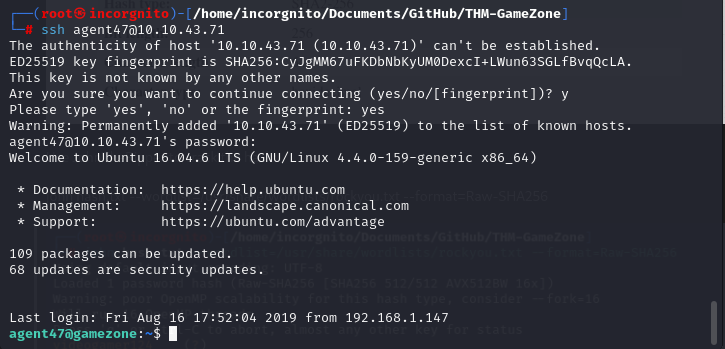 ┌──(root㉿incorgnito)-[/home/incorgnito/Documents/GitHub/THM-GameZone]
└─# ssh agent47@10.10.43.71
The authenticity of host '10.10.43.71 (10.10.43.71)' can't be established.
ED25519 key fingerprint is SHA256:CyJgMM67uFKDbNbKyUM0DexcI+LWun63SGLfBvqQcLA.
This key is not known by any other names.
Are you sure you want to continue connecting (yes/no/[fingerprint])? y
Please type 'yes', 'no' or the fingerprint: yes
Warning: Permanently added '10.10.43.71' (ED25519) to the list of known hosts.
agent47@10.10.43.71's password:
Welcome to Ubuntu 16.04.6 LTS (GNU/Linux 4.4.0-159-generic x86_64)
* Documentation: https://help.ubuntu.com
* Management: https://landscape.canonical.com
* Support: https://ubuntu.com/advantage
109 packages can be updated.
68 updates are security updates.
Last login: Fri Aug 16 17:52:04 2019 from 192.168.1.147
agent47@gamezone:~$